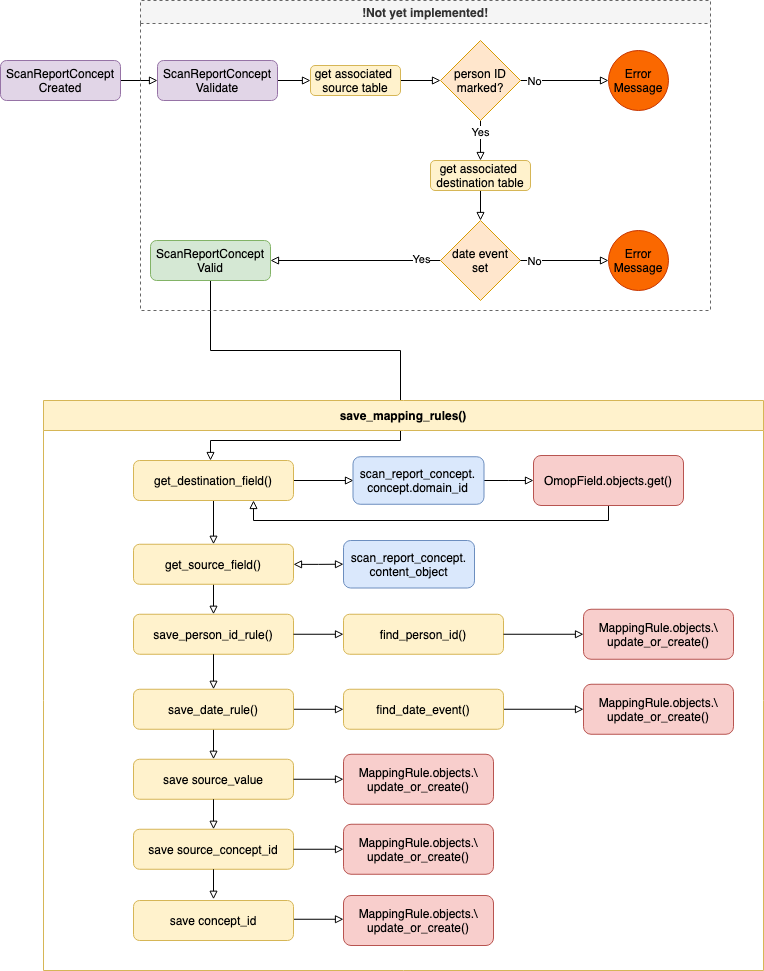 !Not yet implemented!
ScanReportConcept
Created
ScanReportConcept
Validate
get associated
source table
person ID
marked?
No
Error
Message
Yes
get associated
destination table
ScanReportConcept
Valid
Yes
date event
set
No
Error
Message
save_mapping_rules()
get_destination_field()
scan_report_concept.
concept.domain_id
OmopField.objects.get()
get_source_field()
scan_report_concept.
content_object
save_person_id_rule()
find_person_id()
MappingRule.objects.\
update_or_create()
save_date_rule()
find_date_event()
MappingRule.objects.\
update_or_create()
save source_value
MappingRule.objects.\
update_or_create()
save source_concept_id
MappingRule.objects.\
update_or_create()
save concept_id
MappingRule.objects.\
update_or_create()